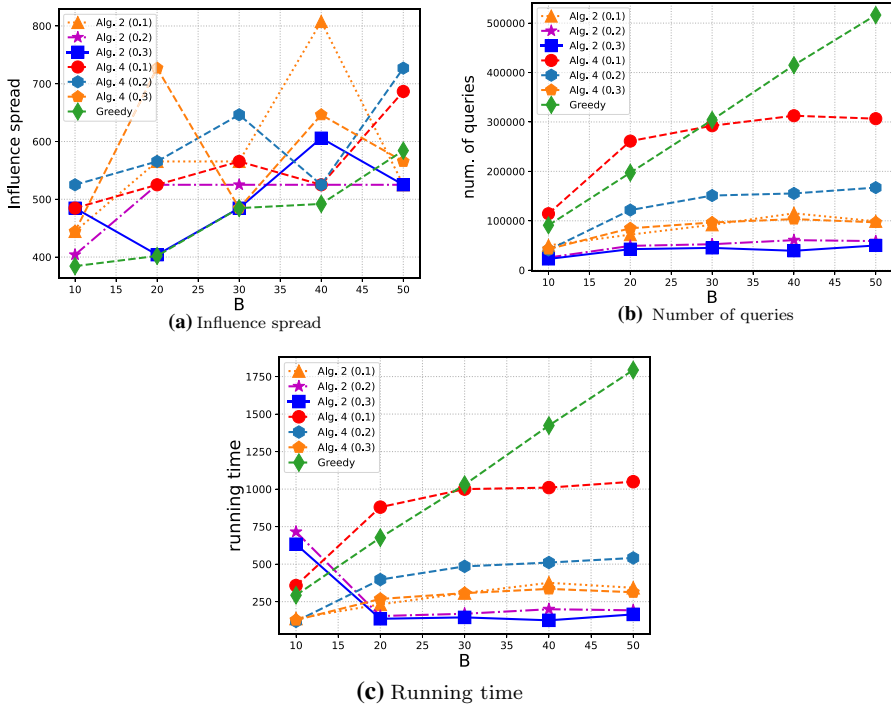 800
700
600
500
400
Influence spread
Alg. 2 (0.1)
Alg. 2 (0.2)
Alg. 2 (0.3)
Alg. 4 (0.1)
Alg. 4 (0.2)
Alg. 4 (0.3)
Greedy
10 15 20 25 30 35 40 45 50
B
(a) Influence spread
500000
400000
300000
200000
100000
0
num. of queries
Alg. 2 (0.1)
Alg. 2 (0.2)
Alg. 2 (0.3)
Alg. 4 (0.1)
Alg. 4 (0.2)
Alg. 4 (0.3)
Greedy
10 15 20 25 30 35 40 45 50
B
(b) Number of queries
1750
1500
1250
1000
750
500
250
running time
Alg. 2 (0.1)
Alg. 2 (0.2)
Alg. 2 (0.3)
Alg. 4 (0.1)
Alg. 4 (0.2)
Alg. 4 (0.3)
Greedy
10 15 20 25 30 35 40 45 50
B
(c) Running time